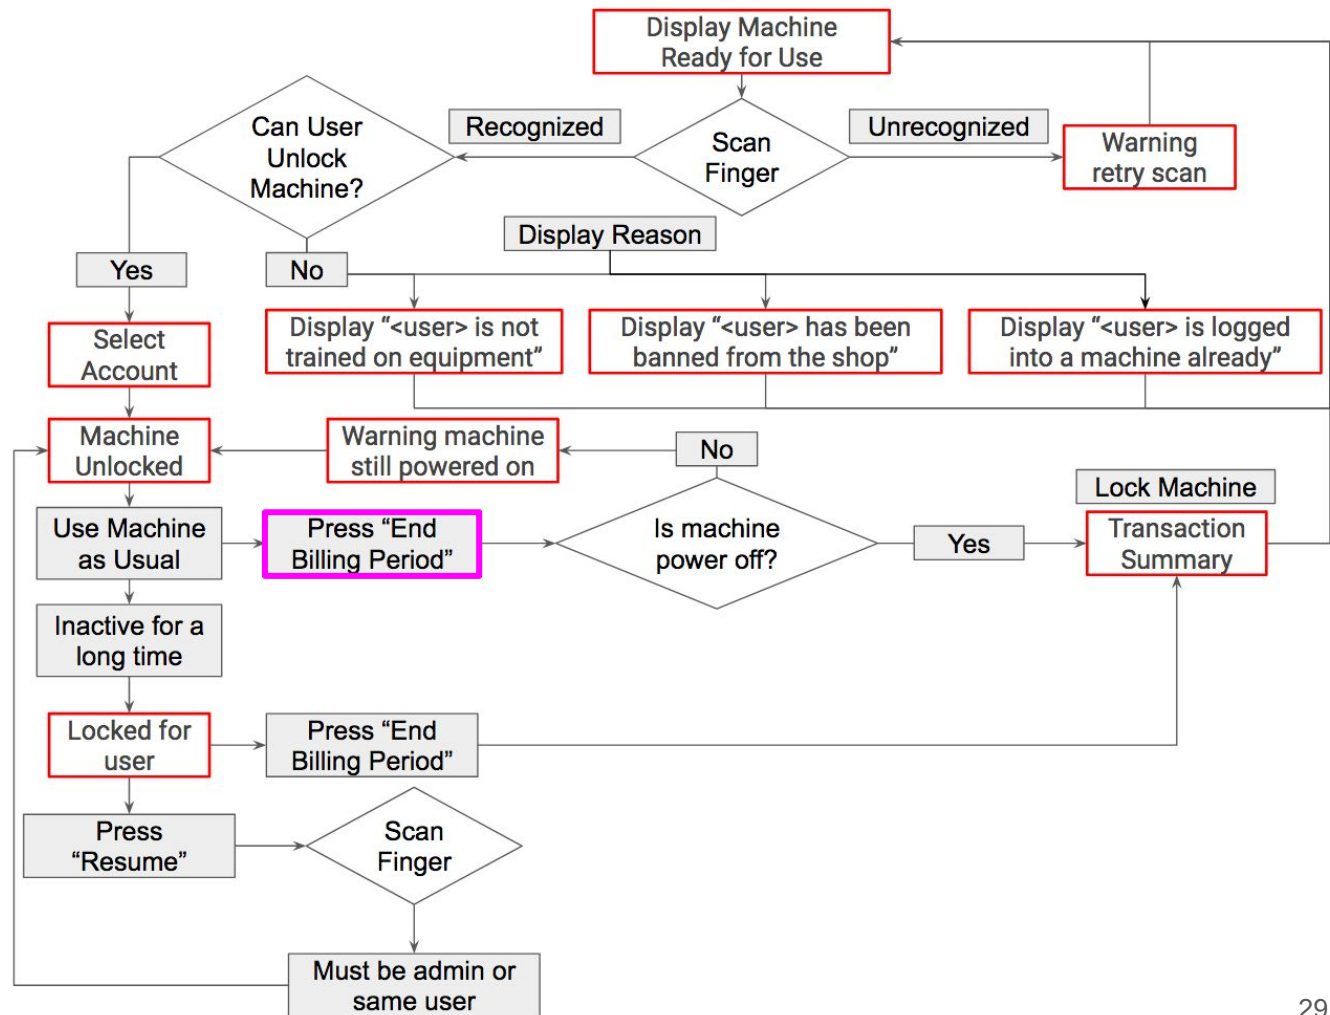 Display Machine
Ready for Use
Can User
Unlock
Machine?
Recognized
Scan
Finger
Unrecognized
Warning
retry scan
Display Reason
Yes
No
Select
Account
Display “<user> is not
trained on equipment”
Display “<user> has been
banned from the shop”
Display “<user> is logged
into a machine already”
Machine
Unlocked
Warning machine
still powered on
No
Lock Machine
Use Machine
as Usual
Press “End
Billing Period”
Is machine
power off?
Yes
Transaction
Summary
Inactive for a
long time
Locked for
user
Press “End
Billing Period”
Press
“Resume”
Scan
Finger
Must be admin or
same user
29